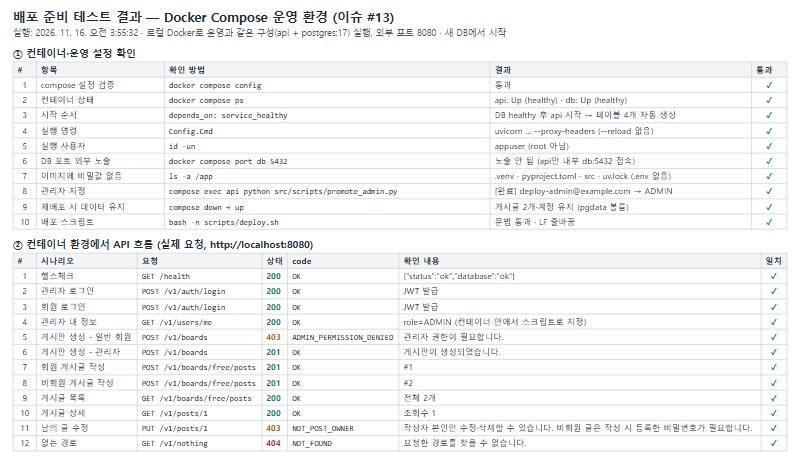 배포 준비 테스트 결과 — Docker Compose 운영 환경 (이슈 #13)
실행: 2026. 11. 16. 오전 3:55:32 · 로컬 Docker로 운영과 같은 구성(api + postgres:17) 실행, 외부 포트 8080 · 새 DB에서 시작
① 컨테이너·운영 설정 확인
# 항목 확인 방법 결과 통과
1 compose 설정 검증 docker compose config 통과 ✓
2 컨테이너 상태 docker compose ps api: Up (healthy) · db: Up (healthy) ✓
3 시작 순서 depends_on: service_healthy DB healthy 후 api 시작 → 테이블 4개 자동 생성 ✓
4 실행 명령 Config.Cmd uvicorn … --proxy-headers (--reload 없음) ✓
5 실행 사용자 id -un appuser (root 아님) ✓
6 DB 포트 외부 노출 docker compose port db 5432 노출 안 됨 (api만 내부 db:5432 접속) ✓
7 이미지에 비밀값 없음 ls -a /app .venv · pyproject.toml · src · uv.lock (.env 없음) ✓
8 관리자 지정 compose exec api python src/scripts/promote_admin.py [완료] deploy-admin@example.com → ADMIN ✓
9 재배포 시 데이터 유지 compose down → up 게시글 2개·계정 유지 (pgdata 볼륨) ✓
10 배포 스크립트 bash -n scripts/deploy.sh 문법 통과 · LF 줄바꿈 ✓
② 컨테이너 환경에서 API 흐름 (실제 요청, http://localhost:8080)
# 시나리오 요청 상태 code 확인 내용 일치
1 헬스체크 GET /health 200 OK {"status":"ok","database":"ok"} ✓
2 관리자 로그인 POST /v1/auth/login 200 OK JWT 발급 ✓
3 회원 로그인 POST /v1/auth/login 200 OK JWT 발급 ✓
4 관리자 내 정보 GET /v1/users/me 200 OK role=ADMIN (컨테이너 안에서 스크립트로 지정) ✓
5 게시판 생성 - 일반 회원 POST /v1/boards 403 ADMIN_PERMISSION_DENIED 관리자 권한이 필요합니다. ✓
6 게시판 생성 - 관리자 POST /v1/boards 201 OK 게시판이 생성되었습니다. ✓
7 회원 게시글 작성 POST /v1/boards/free/posts 201 OK #1 ✓
8 비회원 게시글 작성 POST /v1/boards/free/posts 201 OK #2 ✓
9 게시글 목록 GET /v1/boards/free/posts 200 OK 전체 2개 ✓
10 게시글 상세 GET /v1/posts/1 200 OK 조회수 1 ✓
11 남의 글 수정 PUT /v1/posts/1 403 NOT_POST_OWNER 작성자 본인만 수정·삭제할 수 있습니다. 비회원 글은 작성 시 등록한 비밀번호가 필요합니다. ✓
12 없는 경로 GET /v1/nothing 404 NOT_FOUND 요청한 경로를 찾을 수 없습니다. ✓